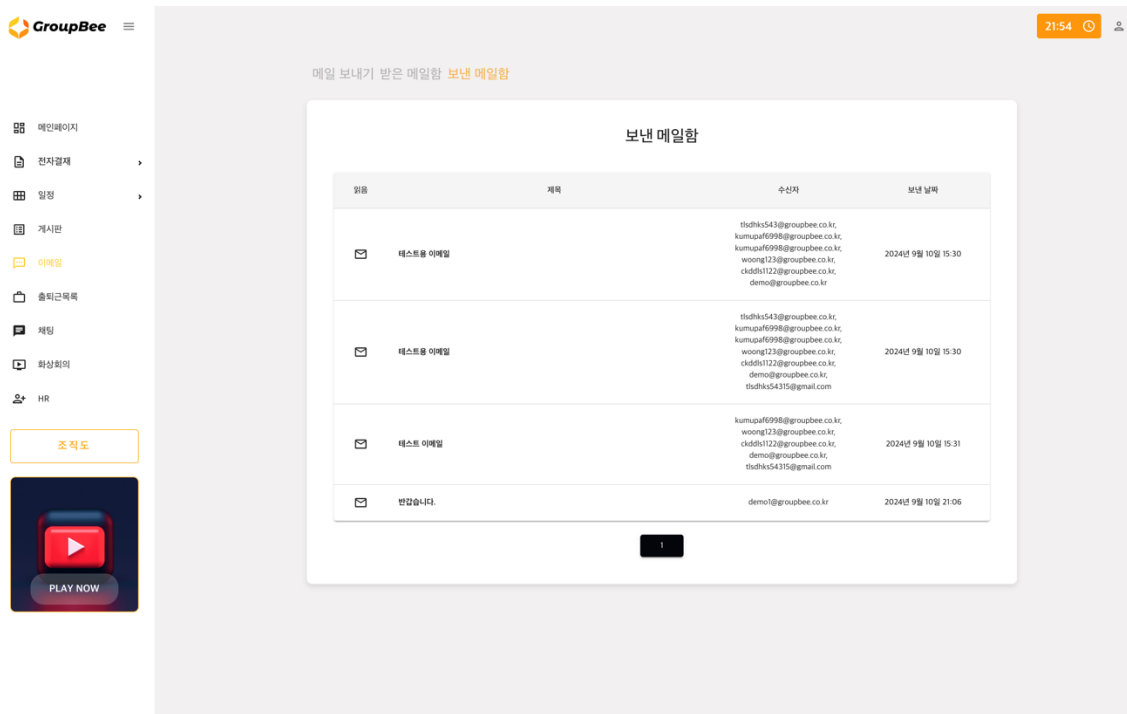 GroupBee
21:54
메일 보내기 받은 메일함 보낸 메일함
메인페이지
전자결재
일정
게시판
이메일
출퇴근목록
채팅
화상회의
HR
조직도
PLAY NOW
보낸 메일함
읽음 제목 수신자 보낸 날짜
tlsdhks543@groupbee.co.kr,
kumupaf6998@groupbee.co.kr,
kumupaf6998@groupbee.co.kr,
테스트용 이메일 woong123@groupbee.co.kr, 2024년 9월 10일 15:30
ckddls1122@groupbee.co.kr,
demo@groupbee.co.kr
tlsdhks543@groupbee.co.kr,
kumupaf6998@groupbee.co.kr,
kumupaf6998@groupbee.co.kr,
테스트용 이메일 woong123@groupbee.co.kr, 2024년 9월 10일 15:30
ckddls1122@groupbee.co.kr,
demo@groupbee.co.kr,
tlsdhks54315@gmail.com
kumupaf6998@groupbee.co.kr,
woong123@groupbee.co.kr,
테스트 이메일 ckddls1122@groupbee.co.kr, 2024년 9월 10일 15:31
demo@groupbee.co.kr,
tlsdhks54315@gmail.com
반갑습니다. demo1@groupbee.co.kr 2024년 9월 10일 21:06
1